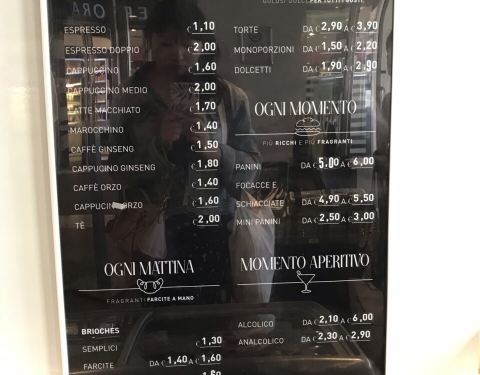 GOLOSI DOLCI PER TUTTI I GUSTI
ESPRESSO € 1,10
ESPRESSO DOPPIO € 2,00
CAPPUCCINO € 1,60
CAPPUCCINO MEDIO € 2,00
LATTE MACCHIATO € 1,70
MAROCCHINO € 1,40
CAFFÈ GINSENG € 1,50
CAPPUCINO GINSENG € 1,80
CAFFÈ ORZO € 1,40
CAPPUCINO ORZO € 1,60
TÈ € 2,00
OGNI MATTINA
FRAGRANTI FARCITE A MANO
BRIOCHES
SEMPLICI € 1,30
FARCITE DA € 1,40 A € 1,60
TORTE DA € 2,90 A € 3,90
MONOPORZIONI DA € 1,50 A € 2,20
DOLCETTI DA € 1,90 A €
OGNI MOMENTO
PIÙ RICCHI E PIÙ FRAGRANTI
PANINI DA € 5.00 A € 6,00
FOCACCE E
SCHIACCIATE DA € 4,90 A € 5,50
MINI PANINI DA € 2,50 A € 3,00
MOMENTO APERITIVO
ALCOLICO DA € 2,10 A € 6,00
ANALCOLICO DA € 2,30 A € 2,90